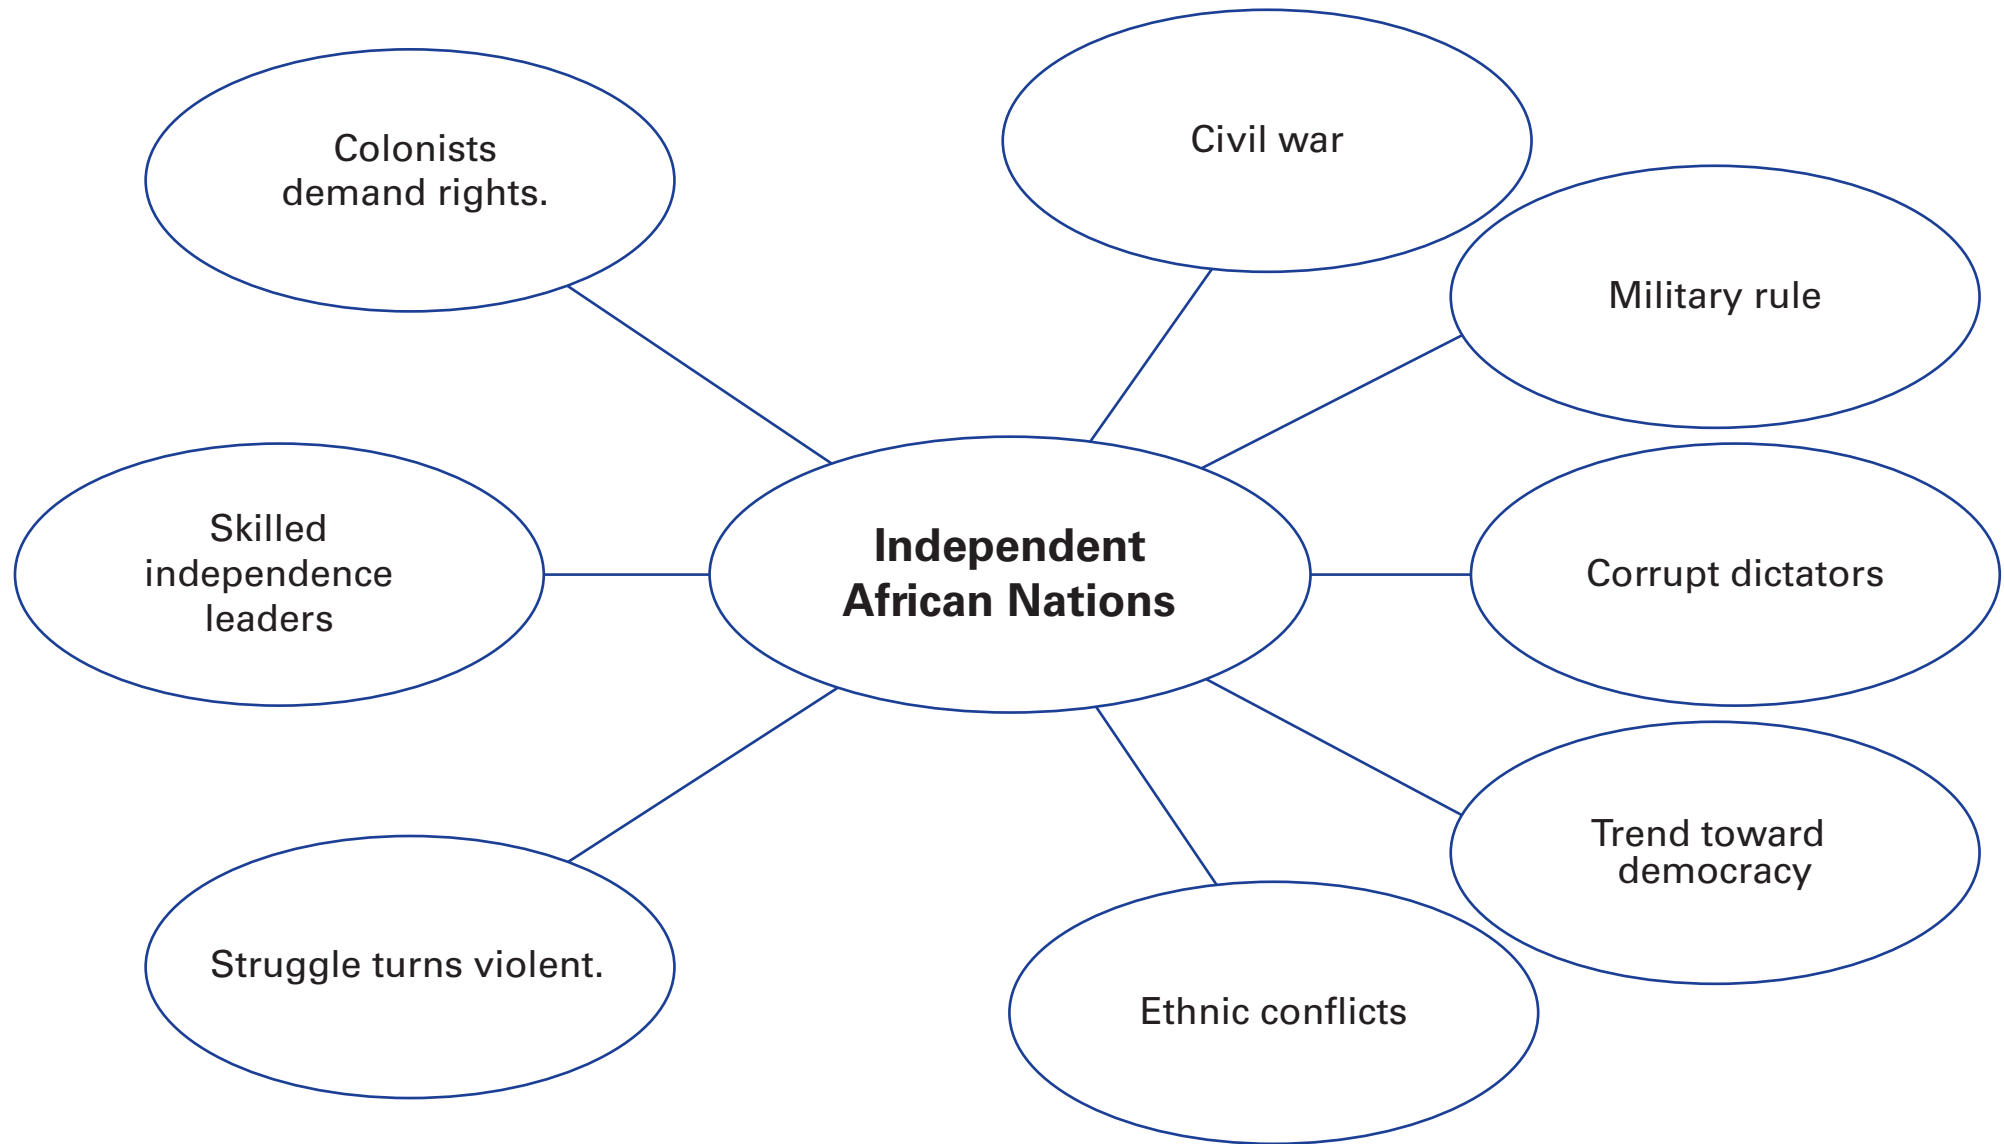 Colonists
demand rights.
Civil war
Military rule
Skilled
independence
leaders
Independent
African Nations
Corrupt dictators
Trend toward
democracy
Struggle turns violent.
Ethnic conflicts